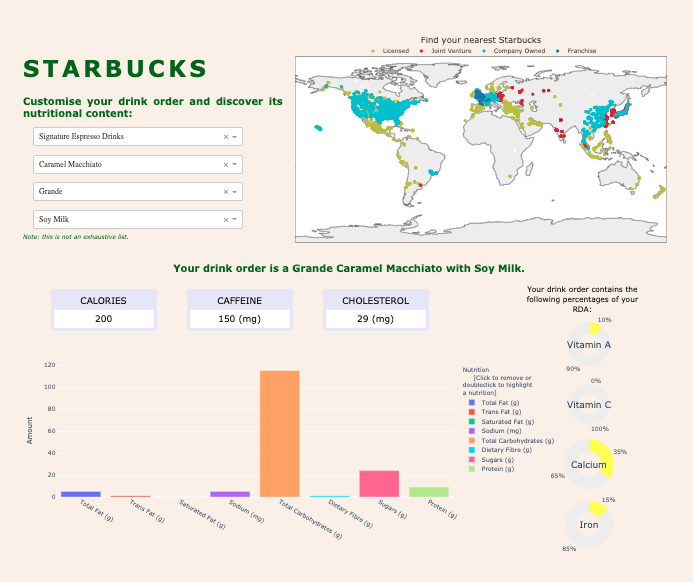 STARBUCKS
Customise your drink order and discover its
nutritional content:
Signature Espresso Drinks
Caramel Macchiato
Grande
Soy Milk
Note: this is not an exhaustive list.
Find your nearest Starbucks
Licensed Joint Venture Company Owned Franchise
Your drink order is a Grande Caramel Macchiato with Soy Milk.
CALORIES
200
CAFFEINE
150 (mg)
CHOLESTEROL
29 (mg)
Amount
120
100
80
60
40
20
0
Total Fat (g)
Trans Fat (g)
Saturated Fat (g)
Sodium (mg)
Total Carbohydrates (g)
Dietary Fibre (g)
Sugars (g)
Protein (g)
Nutrition
[Click to remove or
doubleclick to highlight
a nutrition]
Total Fat (g)
Trans Fat (g)
Saturated Fat (g)
Sodium (mg)
Total Carbohydrates (g)
Dietary Fibre (g)
Sugars (g)
Protein (g)
Your drink order contains the
following percentages of your
RDA:
10%
Vitamin A
90%
0%
Vitamin C
100%
35%
Calcium
65%
15%
Iron
85%